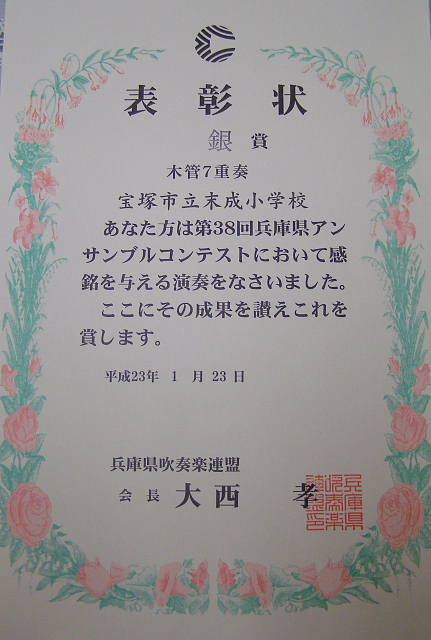 表彰状
銀賞
木管7重奏
宝塚市立末成小学校
あなた方は第38回兵庫県アン
サンブルコンテストにおいて感
銘を与える演奏をなさいました。
ここにその成果を讃えこれを
賞します。
平成23年 1 月 23 日
兵庫県吹奏楽連盟
会長 大西 孝